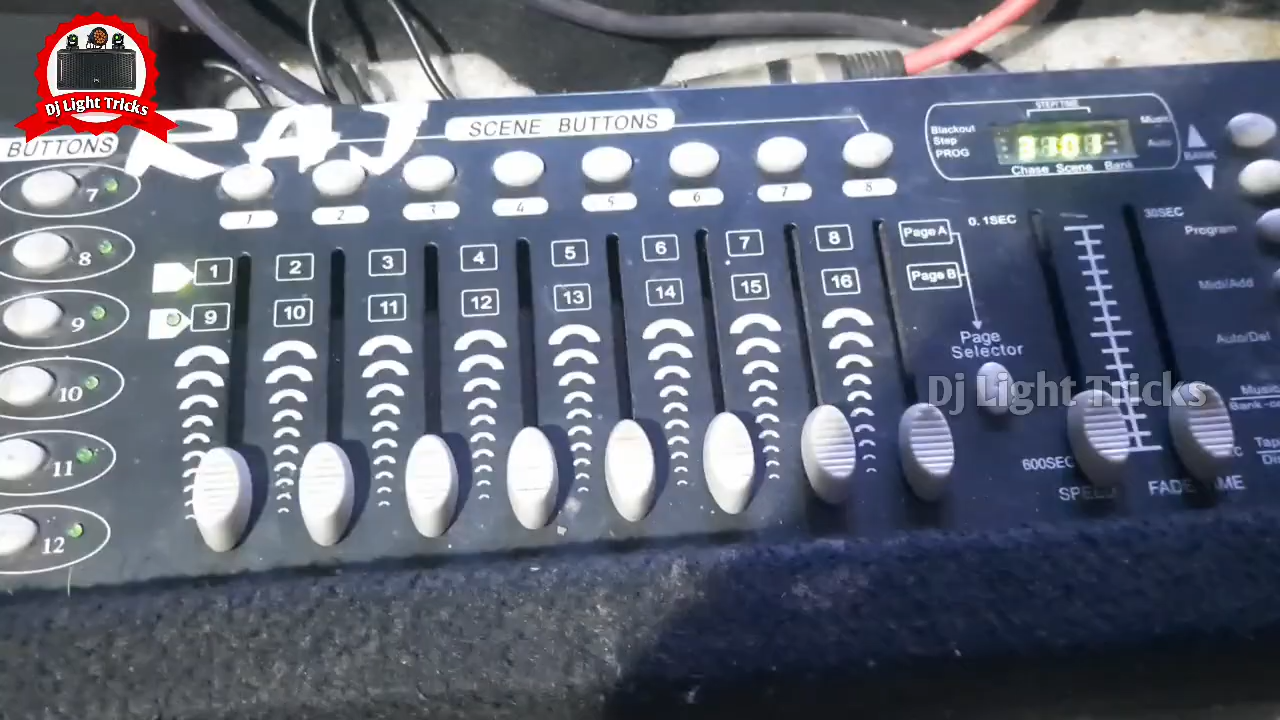 Dj Light Tricks
BUTTONS
RAJ
SCENE BUTTONS
1 2 3 4 5 6 7 8
7
8
9
10
11
12
1 2 3 4 5 6 7 8
9 10 11 12 13 14 15 16
STEP/TIME
Blackout
Step
PROG
Music
Auto
Chase Scene Bank
BANK
Page A
Page B
Page
Selector
0.1SEC
30SEC
600SEC
SPEED
FADE TIME
Program
Midi/Add
Auto/Del
Dj Light Tricks